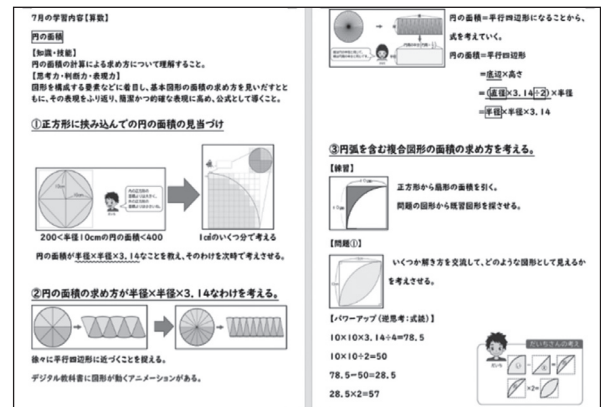 7月の学習内容【算数】
円の面積
【知識・技能】
円の面積の計算による求め方について理解すること。
【思考力・判断力・表現力】
図形を構成する要素などに着目し、基本図形の面積の求め方を見いだすとと
もに、その表現をふり返り、簡潔かつ的確な表現に高め、公式として導くこと。
①正方形に挟み込んでの円の面積の見当づけ
200<半径10cmの円の面積<400
1㎠のいくつ分で考える
円の面積が半径×半径×3.14なことを教え、そのわけを次時で考えさせる。
②円の面積の求め方が半径×半径×3.14なわけを考える。
徐々に平行四辺形に近づくことを捉える。
デジタル教科書に図形が動くアニメーションがある。
円の面積=平行四辺形になることから、
式を考えていく。
円の面積=平行四辺形
=底辺×高さ
=(直径×3.14÷2)×半径
=半径×半径×3.14
③円弧を含む複合図形の面積の求め方を考える。
【練習】
正方形から扇形の面積を引く。
問題の図形から既習図形を探させる。
【問題①】
いくつか解き方を交流して、どのような図形として見えるか
を考えさせる。
【パワーアップ(逆思考:式読)】
10×10×3.14÷4=78.5
10×10÷2=50
78.5-50=28.5
28.5×2=57
だいちさんの考え
×2=